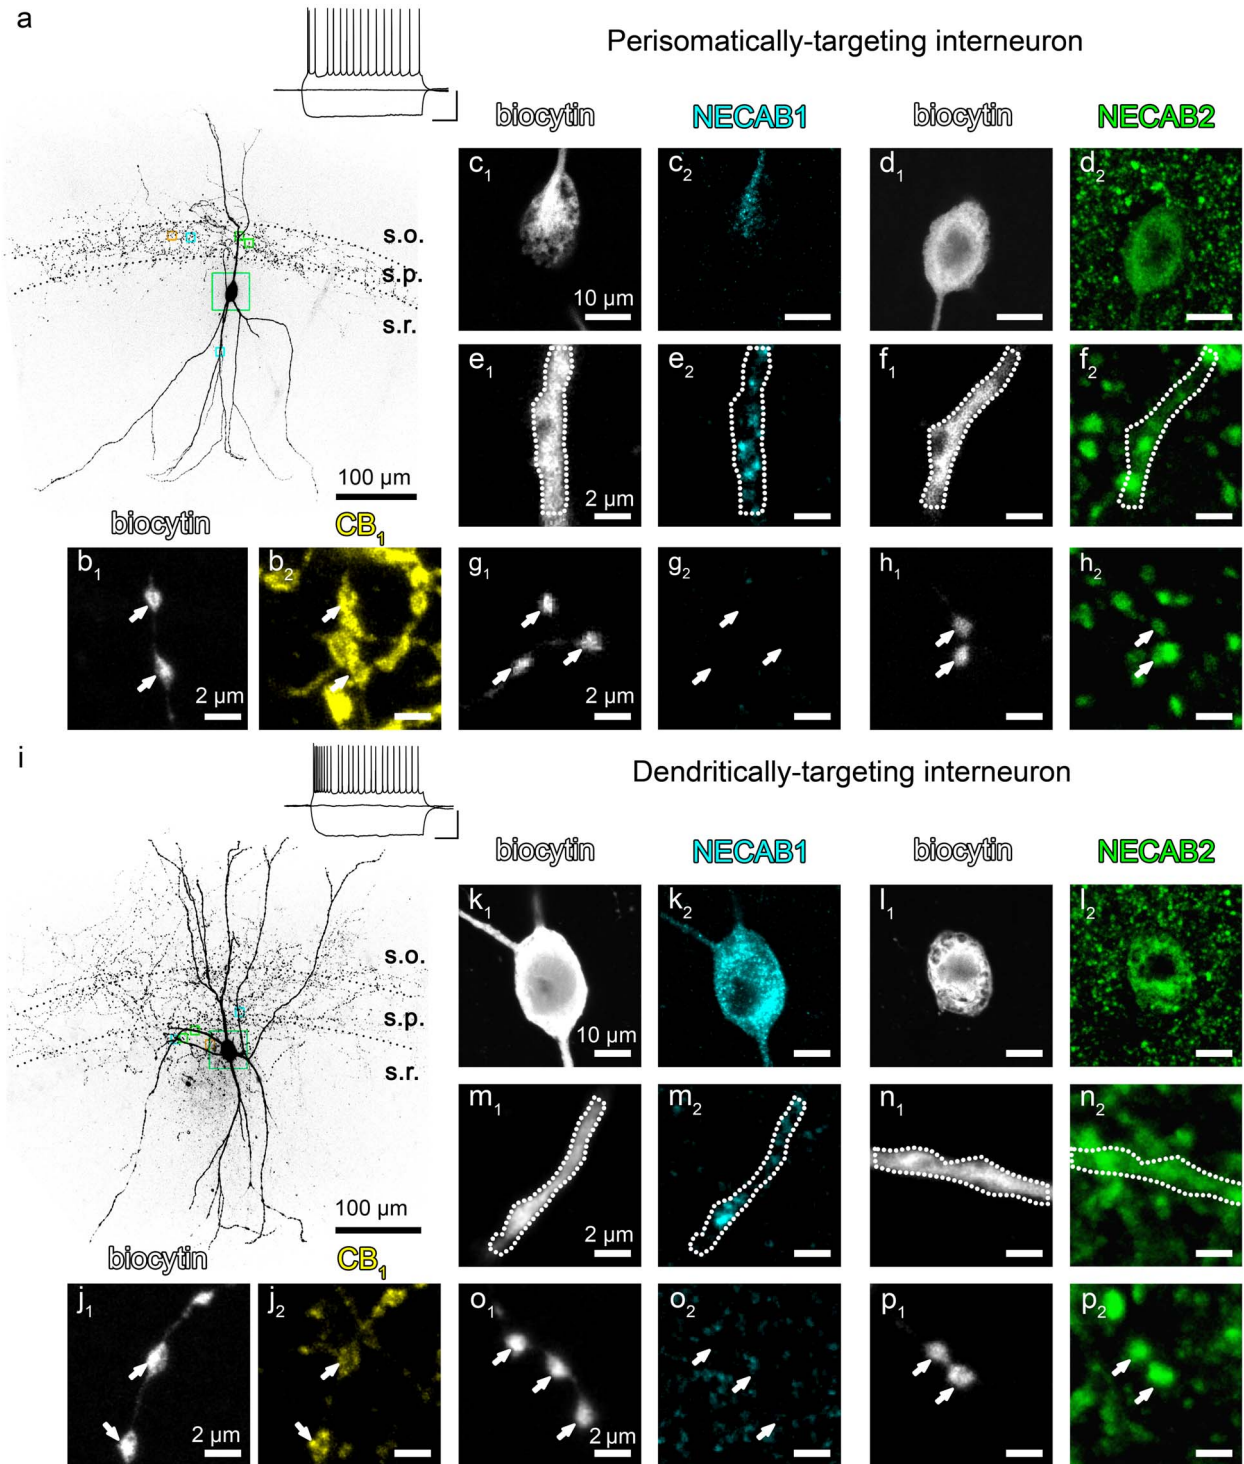 a
Perisomatically-targeting interneuron
biocytin NECAB1 biocytin NECAB2
c₁ c₂ d₁ d₂
s.o.
s.p.
10 µm
s.r.
e₁ e₂ f₁ f₂
100 µm
2 µm
biocytin CB₁
b₁ b₂ g₁ g₂ h₁ h₂
2 µm
i
Dendritically-targeting interneuron
biocytin NECAB1 biocytin NECAB2
k₁ k₂ l₁ l₂
s.o.
s.p.
10 µm
s.r.
m₁ m₂ n₁ n₂
100 µm
2 µm
biocytin CB₁
j₁ j₂ o₁ o₂ p₁ p₂
2 µm 2 µm